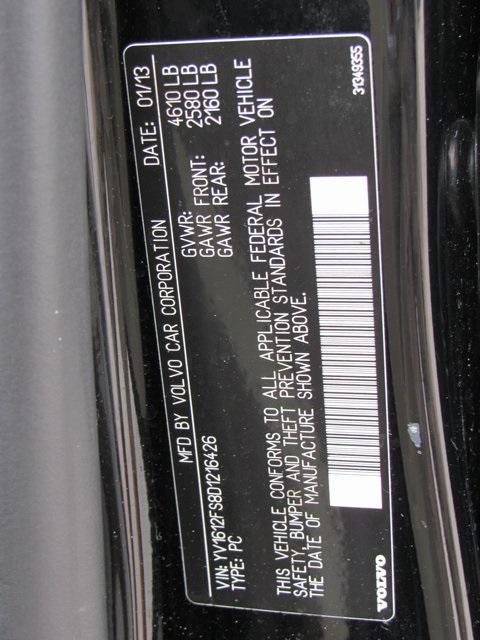 MFD BY VOLVO CAR CORPORATION DATE: 01/13
GVWR: 4610 LB
GAWR FRONT: 2580 LB
GAWR REAR: 2160 LB
VIN: YV1612FS8D1216426
TYPE: PC
THIS VEHICLE CONFORMS TO ALL APPLICABLE FEDERAL MOTOR VEHICLE
SAFETY, BUMPER AND THEFT PREVENTION STANDARDS IN EFFECT ON
THE DATE OF MANUFACTURE SHOWN ABOVE.
VOLVO
31349355